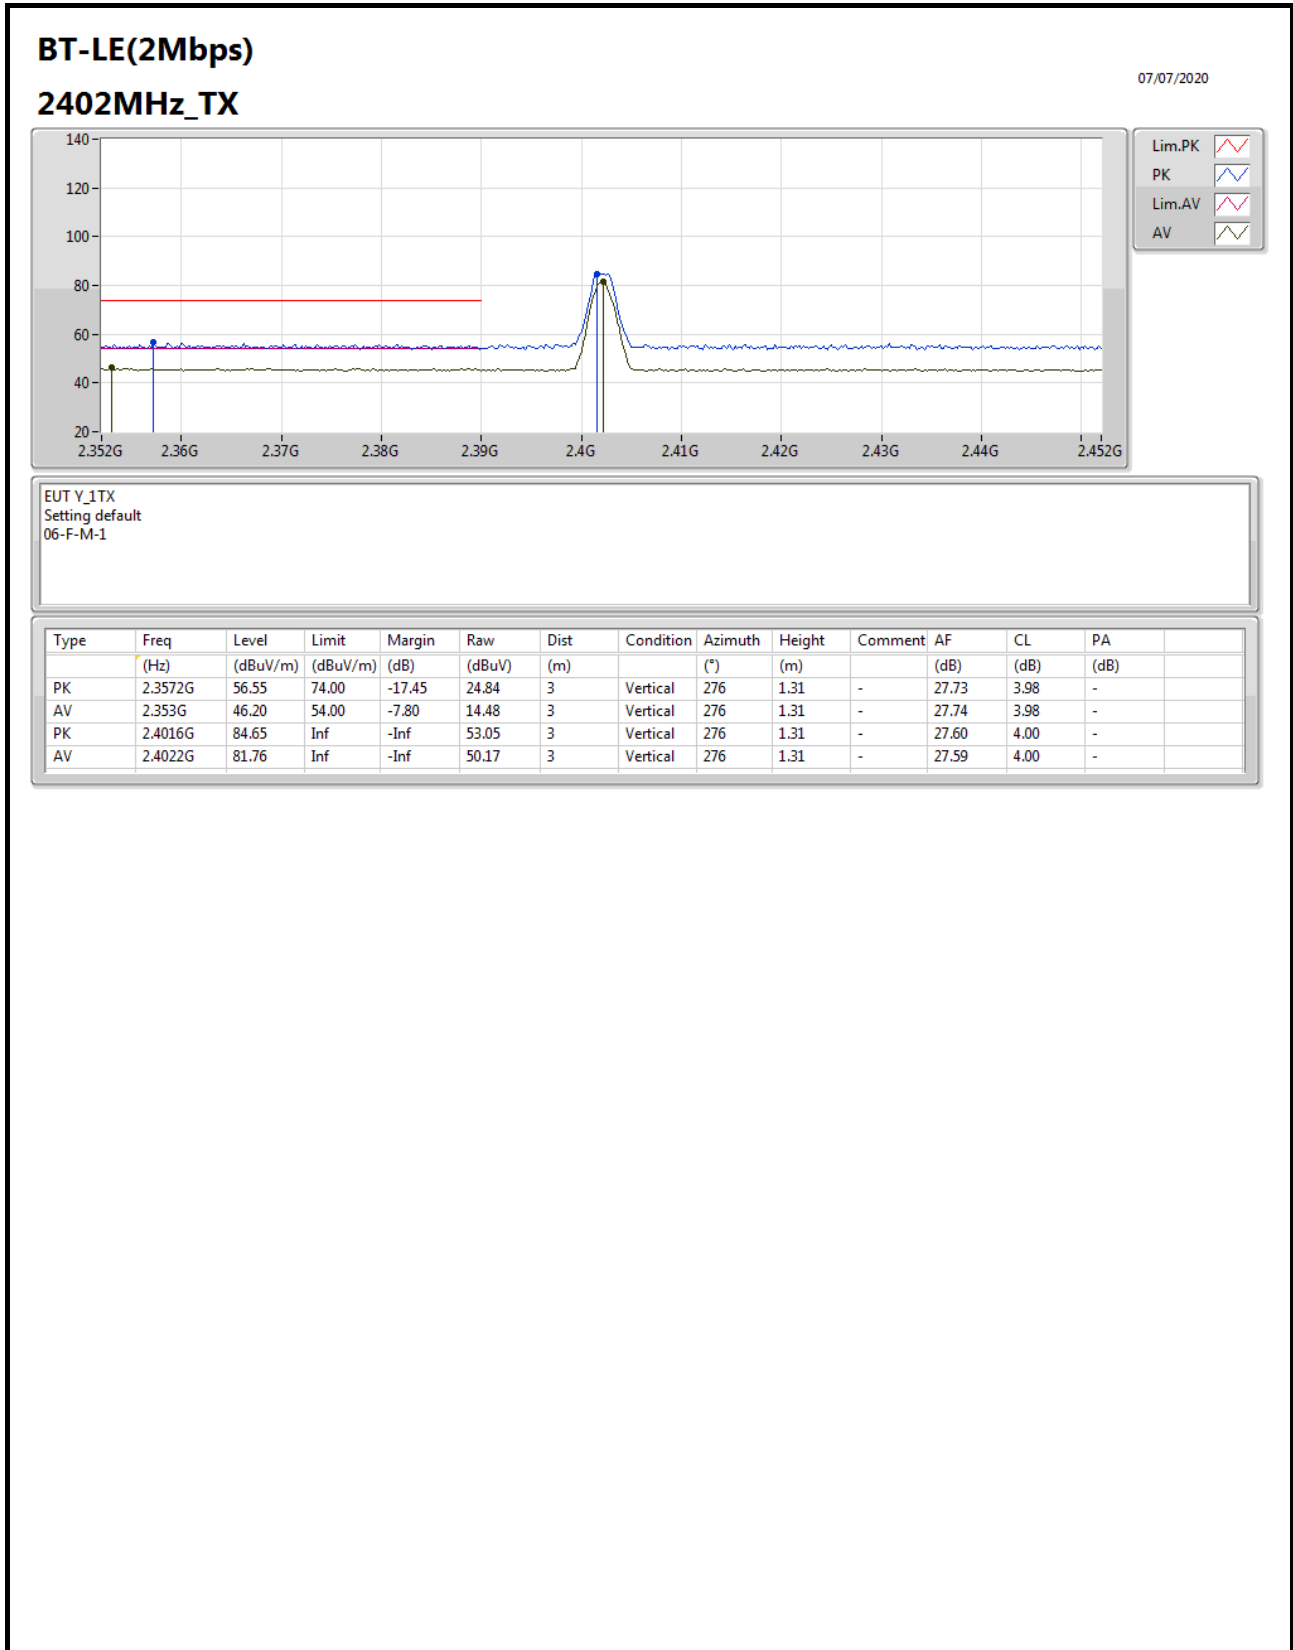 BT-LE(2Mbps)
07/07/2020
2402MHz_TX
140
120
100
80
60
40
20
2.352G 2.36G 2.37G 2.38G 2.39G 2.4G 2.41G 2.42G 2.43G 2.44G 2.452G
Lim.PK
PK
Lim.AV
AV
EUT Y_1TX
Setting default
06-F-M-1
Type Freq Level Limit Margin Raw Dist Condition Azimuth Height Comment AF CL PA
(Hz) (dBuV/m) (dBuV/m) (dB) (dBuV) (m) (°) (m) (dB) (dB) (dB)
PK 2.3572G 56.55 74.00 -17.45 24.84 3 Vertical 276 1.31 - 27.73 3.98 -
AV 2.353G 46.20 54.00 -7.80 14.48 3 Vertical 276 1.31 - 27.74 3.98 -
PK 2.4016G 84.65 Inf -Inf 53.05 3 Vertical 276 1.31 - 27.60 4.00 -
AV 2.4022G 81.76 Inf -Inf 50.17 3 Vertical 276 1.31 - 27.59 4.00 -